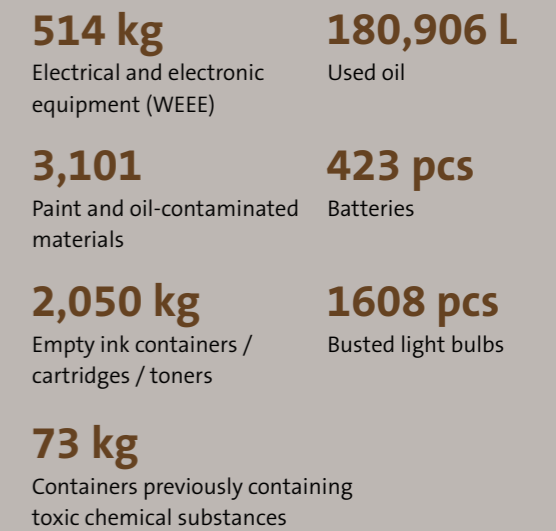 514 kg
Electrical and electronic
equipment (WEEE)
180,906 L
Used oil
3,101
Paint and oil-contaminated
materials
423 pcs
Batteries
2,050 kg
Empty ink containers /
cartridges / toners
1608 pcs
Busted light bulbs
73 kg
Containers previously containing
toxic chemical substances